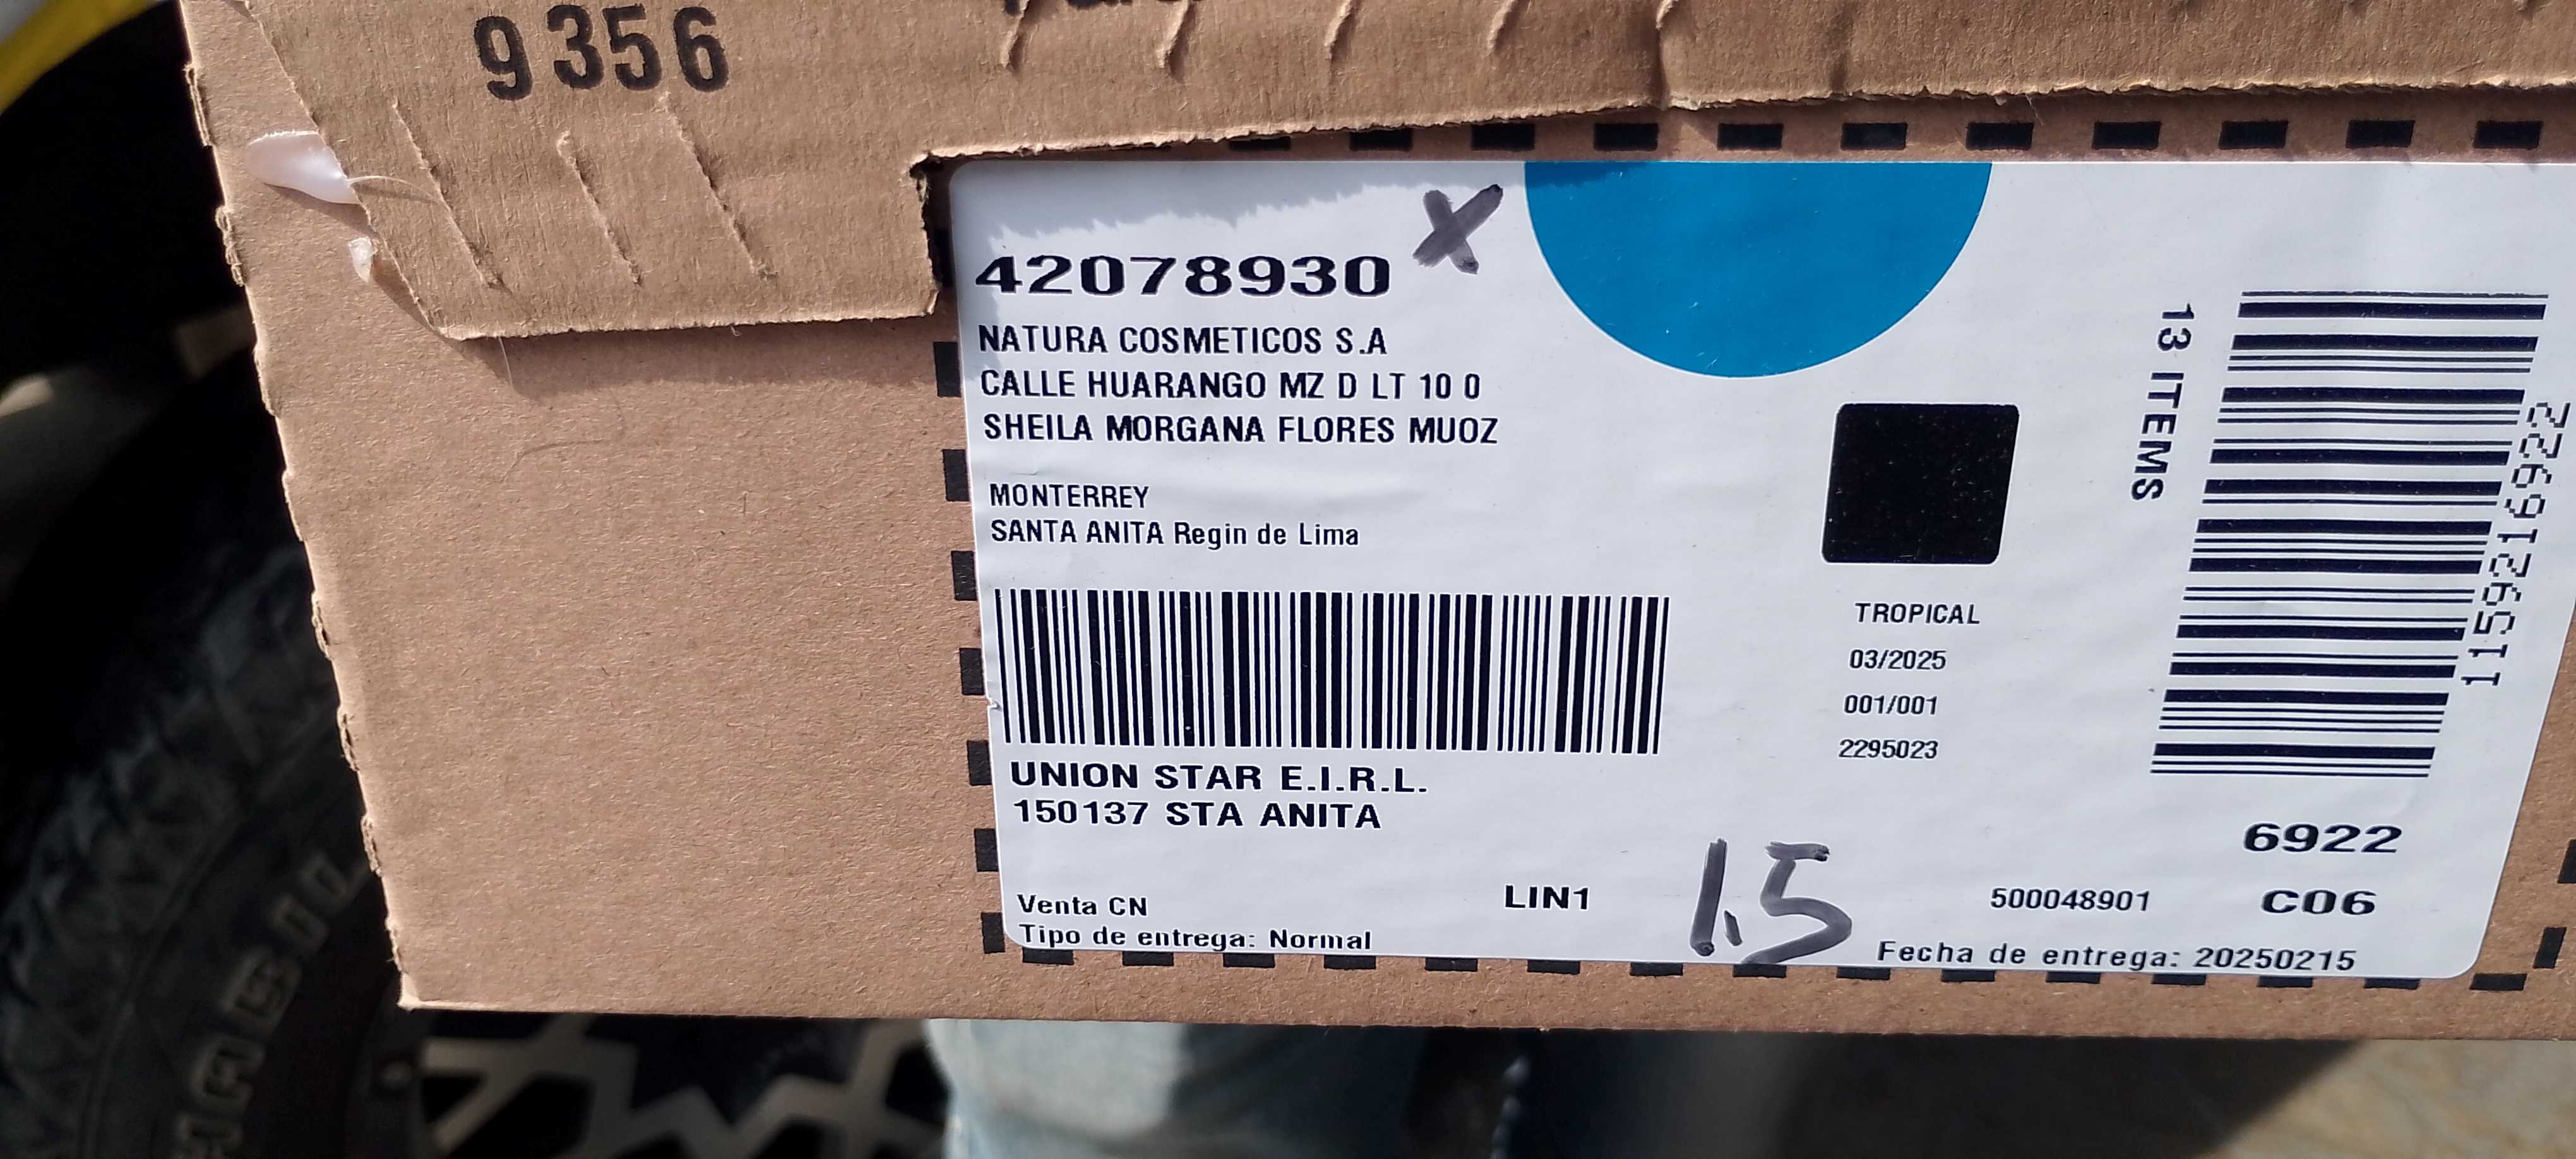 9356
X
42078930
NATURA COSMETICOS S.A
CALLE HUARANGO MZ D LT 10 0
SHEILA MORGANA FLORES MUOZ
MONTERREY
SANTA ANITA Regin de Lima
UNION STAR E.I.R.L.
150137 STA ANITA
Venta CN
Tipo de entrega: Normal
LIN1
1.5
TROPICAL
03/2025
001/001
2295023
13 ITEMS
115921269922
6922
500048901
C06
Fecha de entrega: 20250215